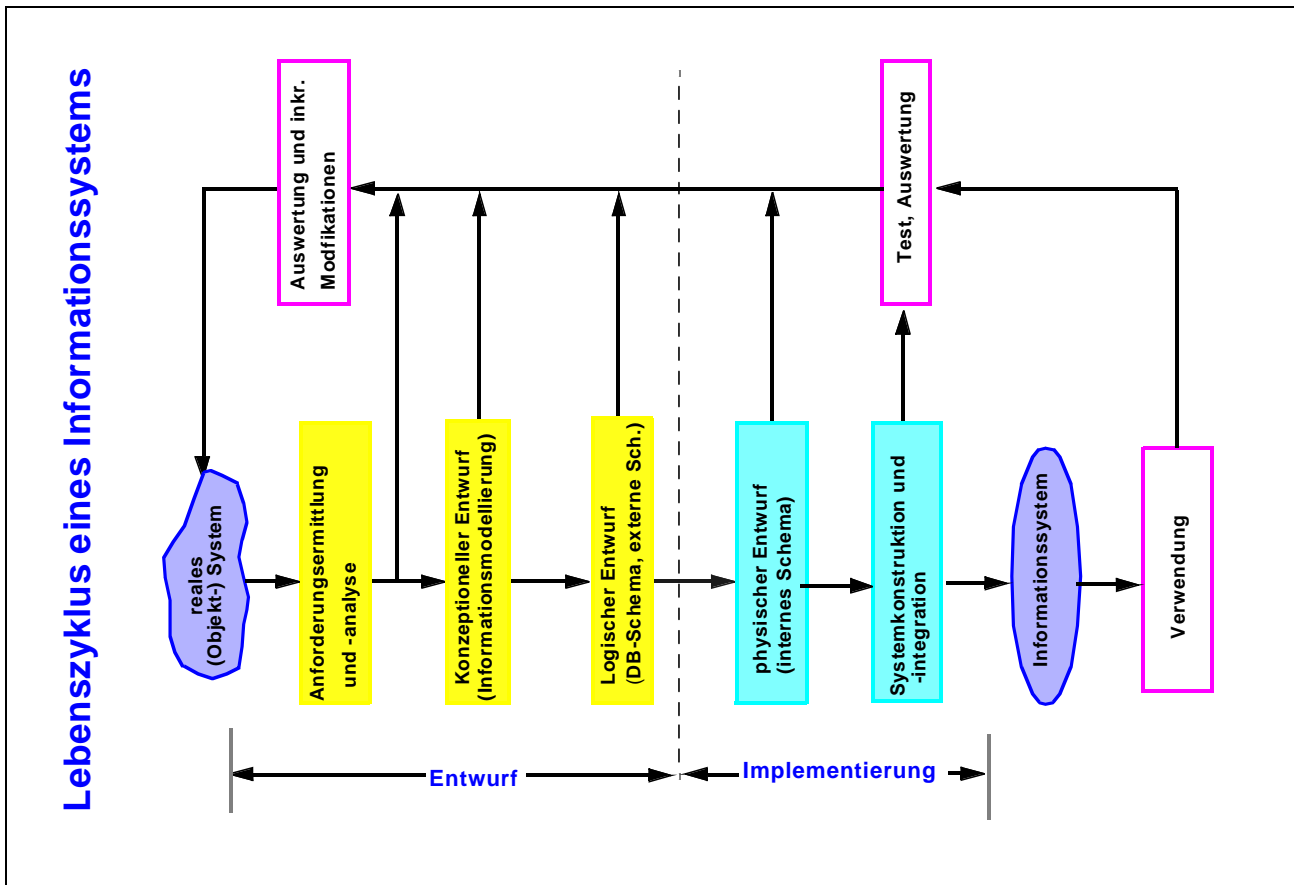 Lebenszyklus eines Informationssystems
Auswertung und inkr.
Modfikationen
Test, Auswertung
reales
(Objekt-) System
Anforderungsermittlung
und -analyse
Konzeptioneller Entwurf
(Informationsmodellierung)
Logischer Entwurf
(DB-Schema, externe Sch.)
physischer Entwurf
(internes Schema)
Systemkonstruktion und
-integration
Informationssystem
Verwendung
Entwurf
Implementierung